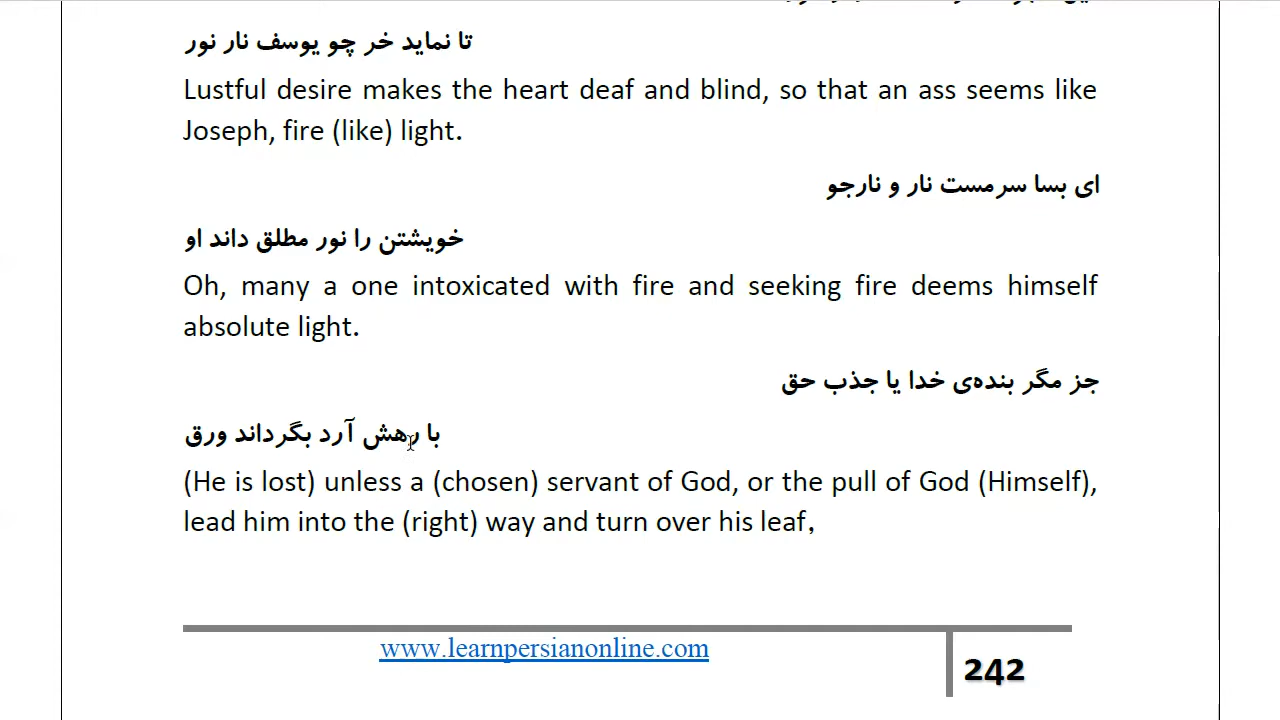 تا نماید خر چو یوسف نار نور
Lustful desire makes the heart deaf and blind, so that an ass seems like
Joseph, fire (like) light.
ای بسا سرمست نار و نارجو
خویشتن را نور مطلق داند او
Oh, many a one intoxicated with fire and seeking fire deems himself
absolute light.
جز مگر بنده‌ی خدا یا جذب حق
با رهش آرد بگرداند ورق
(He is lost) unless a (chosen) servant of God, or the pull of God (Himself),
lead him into the (right) way and turn over his leaf,
www.learnpersianonline.com
242